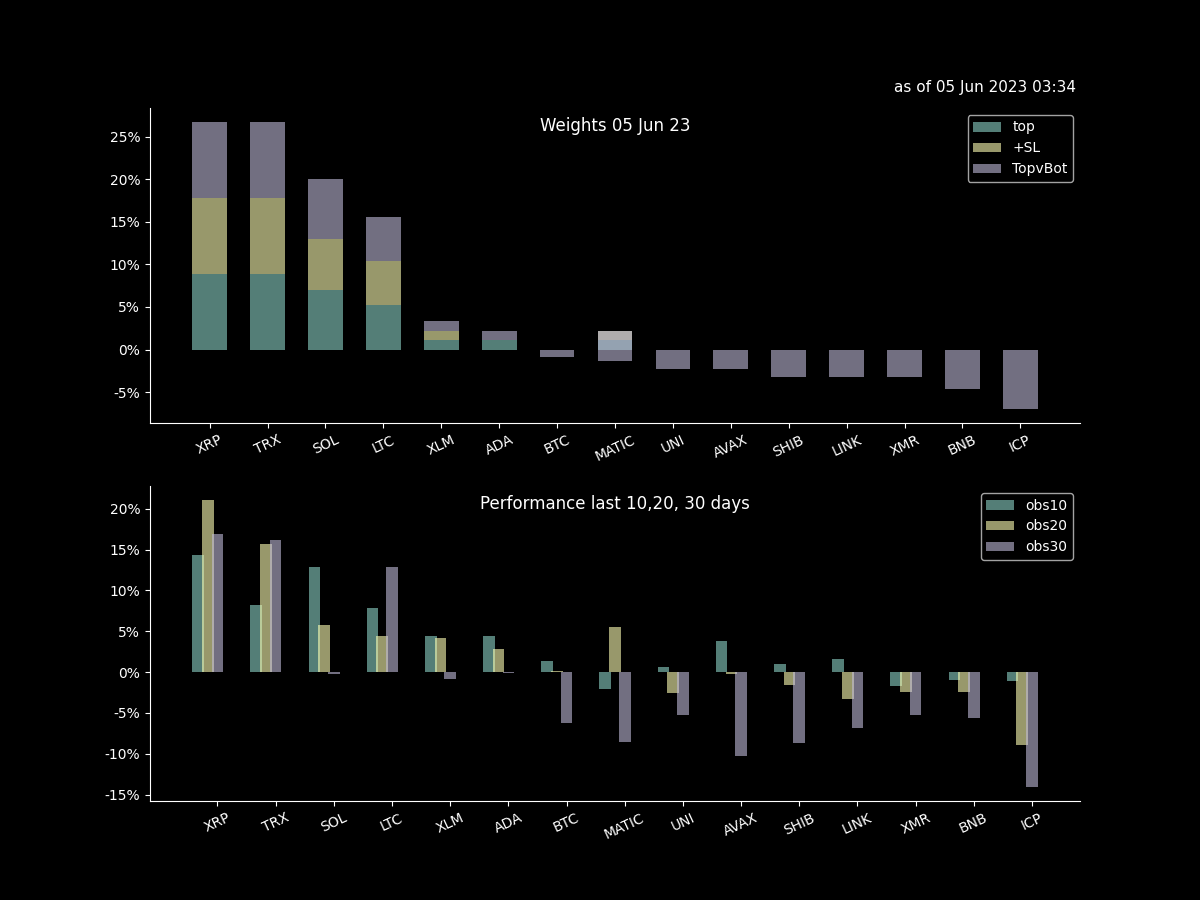 as of 05 Jun 2023 03:34
Weights 05 Jun 23
top
+SL
TopvBot
25%
20%
15%
10%
5%
0%
-5%
XRP TRX SOL LTC XLM ADA BTC MATIC UNI AVAX SHIB LINK XMR BNB ICP
Performance last 10,20, 30 days
obs10
obs20
obs30
20%
15%
10%
5%
0%
-5%
-10%
-15%
XRP TRX SOL LTC XLM ADA BTC MATIC UNI AVAX SHIB LINK XMR BNB ICP